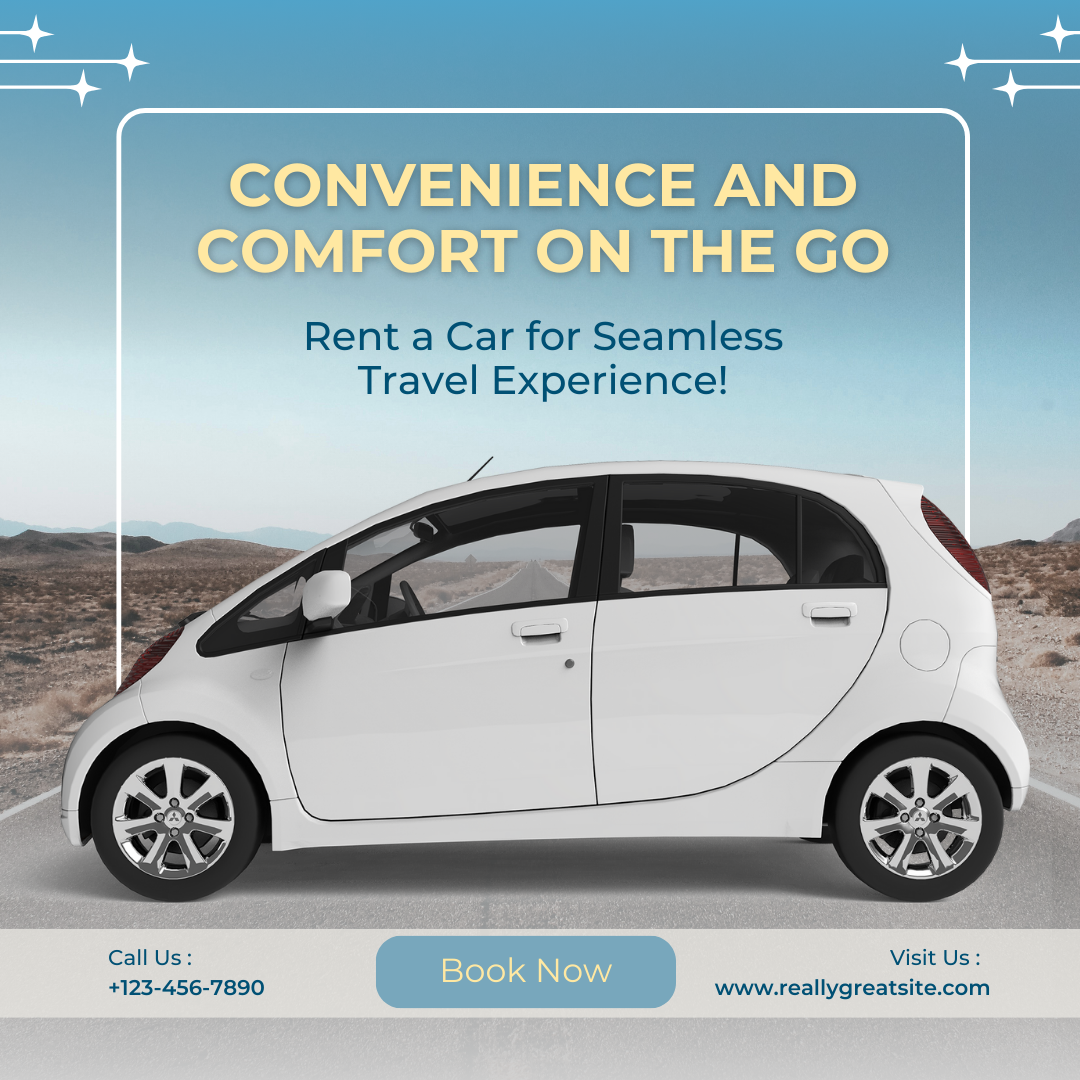 CONVENIENCE AND
COMFORT ON THE GO
Rent a Car for Seamless
Travel Experience!
Call Us :
+123-456-7890
Book Now
Visit Us :
www.reallygreatsite.com